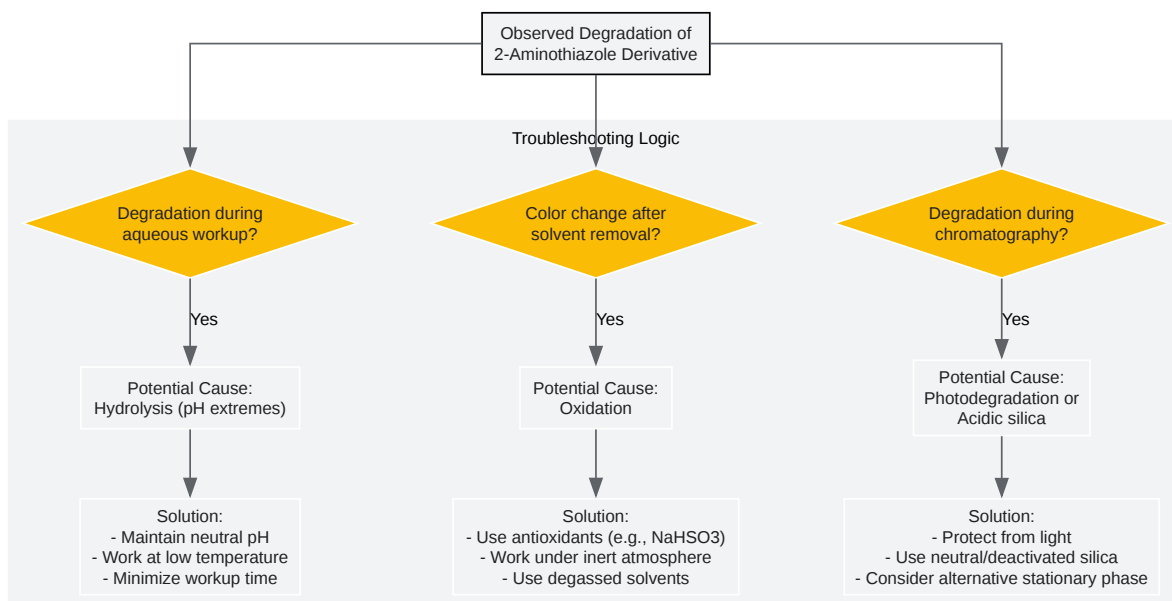 Observed Degradation of
2-Aminothiazole Derivative
Troubleshooting Logic
Degradation during
aqueous workup?
Yes
Potential Cause:
Hydrolysis (pH extremes)
Solution:
- Maintain neutral pH
- Work at low temperature
- Minimize workup time
Color change after
solvent removal?
Yes
Potential Cause:
Oxidation
Solution:
- Use antioxidants (e.g., NaHSO3)
- Work under inert atmosphere
- Use degassed solvents
Degradation during
chromatography?
Yes
Potential Cause:
Photodegradation or
Acidic silica
Solution:
- Protect from light
- Use neutral/deactivated silica
- Consider alternative stationary phase